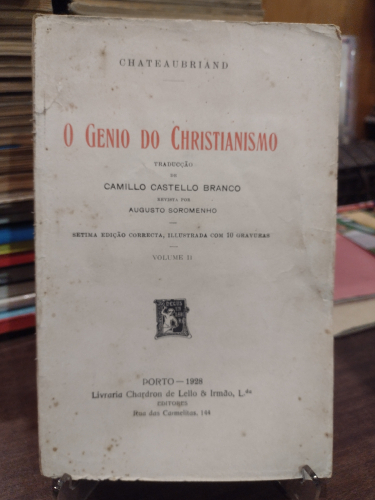 CHATEAUBRIAND
O GENIO DO CHRISTIANISMO
TRADUCÇÃO
DE
CAMILLO CASTELLO BRANCO
REVISTA POR
AUGUSTO SOROMENHO
SETIMA EDIÇÃO CORRECTA, ILLUSTRADA COM 10 GRAVURAS
VOLUME II
PORTO—1928
Livraria Chardron de Lello & Irmão, L.da
EDITORES
Rua das Carmelitas, 144